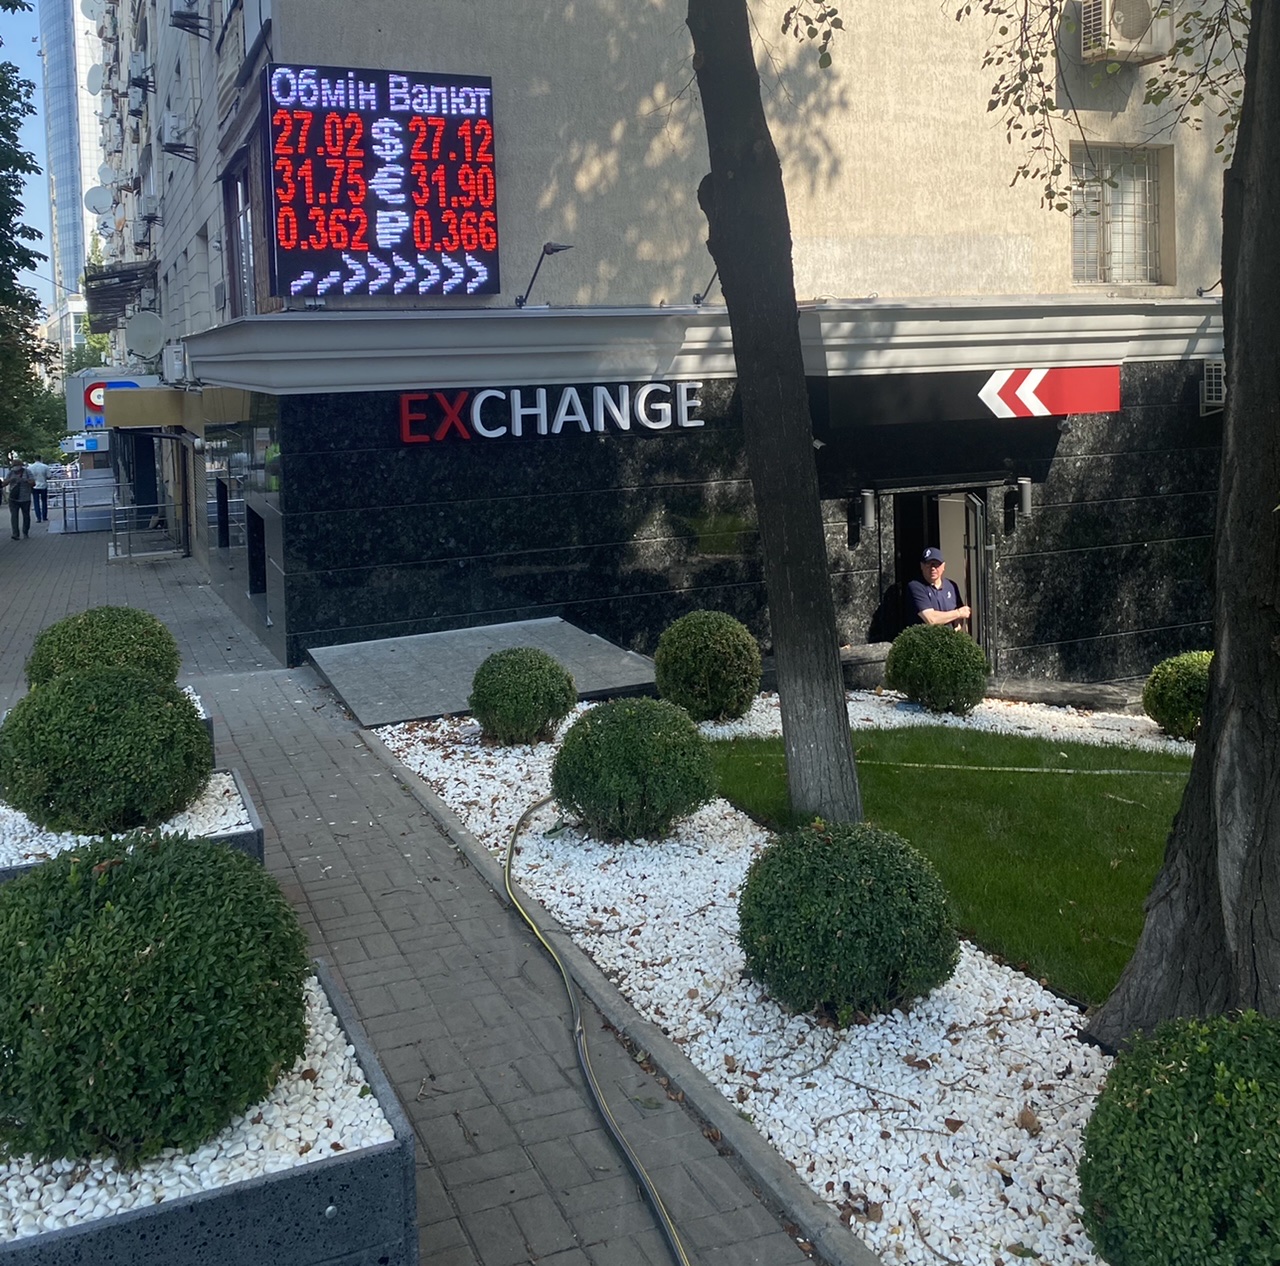 Обмін Валют
27.02 $ 27.12
31.75 € 31.90
0.362 ₽ 0.366
EXCHANGE